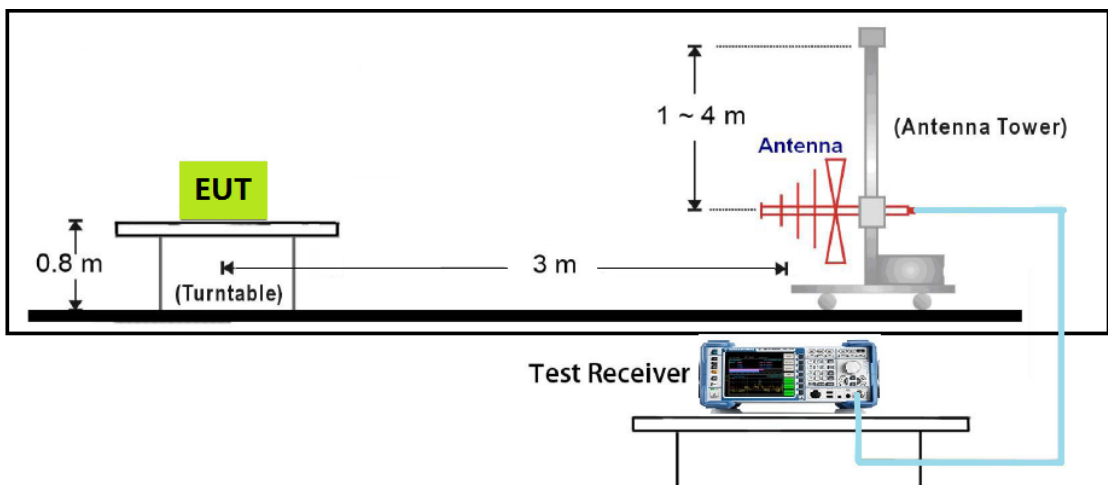 1 ~ 4 m
(Antenna Tower)
Antenna
EUT
0.8 m
3 m
(Turntable)
Test Receiver